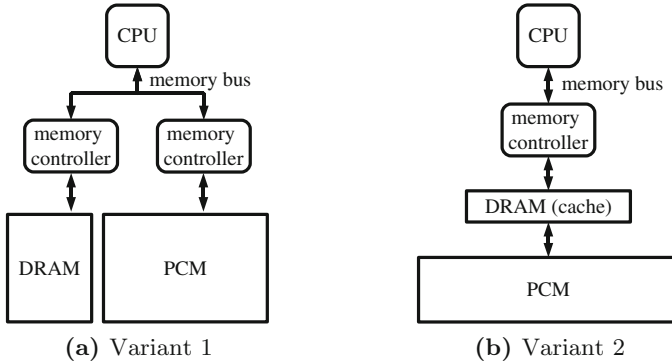 CPU
memory bus
memory
controller
memory
controller
DRAM
PCM
(a) Variant 1
CPU
memory bus
memory
controller
DRAM (cache)
PCM
(b) Variant 2